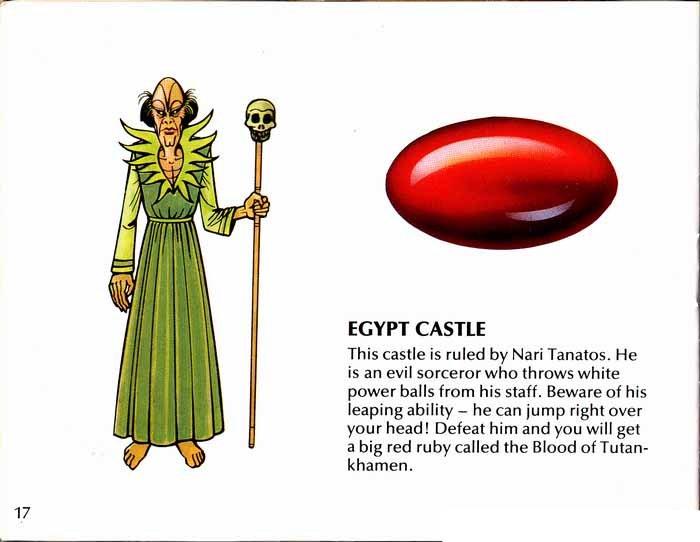 EGYPT CASTLE
This castle is ruled by Nari Tanatos. He
is an evil sorceror who throws white
power balls from his staff. Beware of his
leaping ability – he can jump right over
your head! Defeat him and you will get
a big red ruby called the Blood of Tutan-
khamen.
17